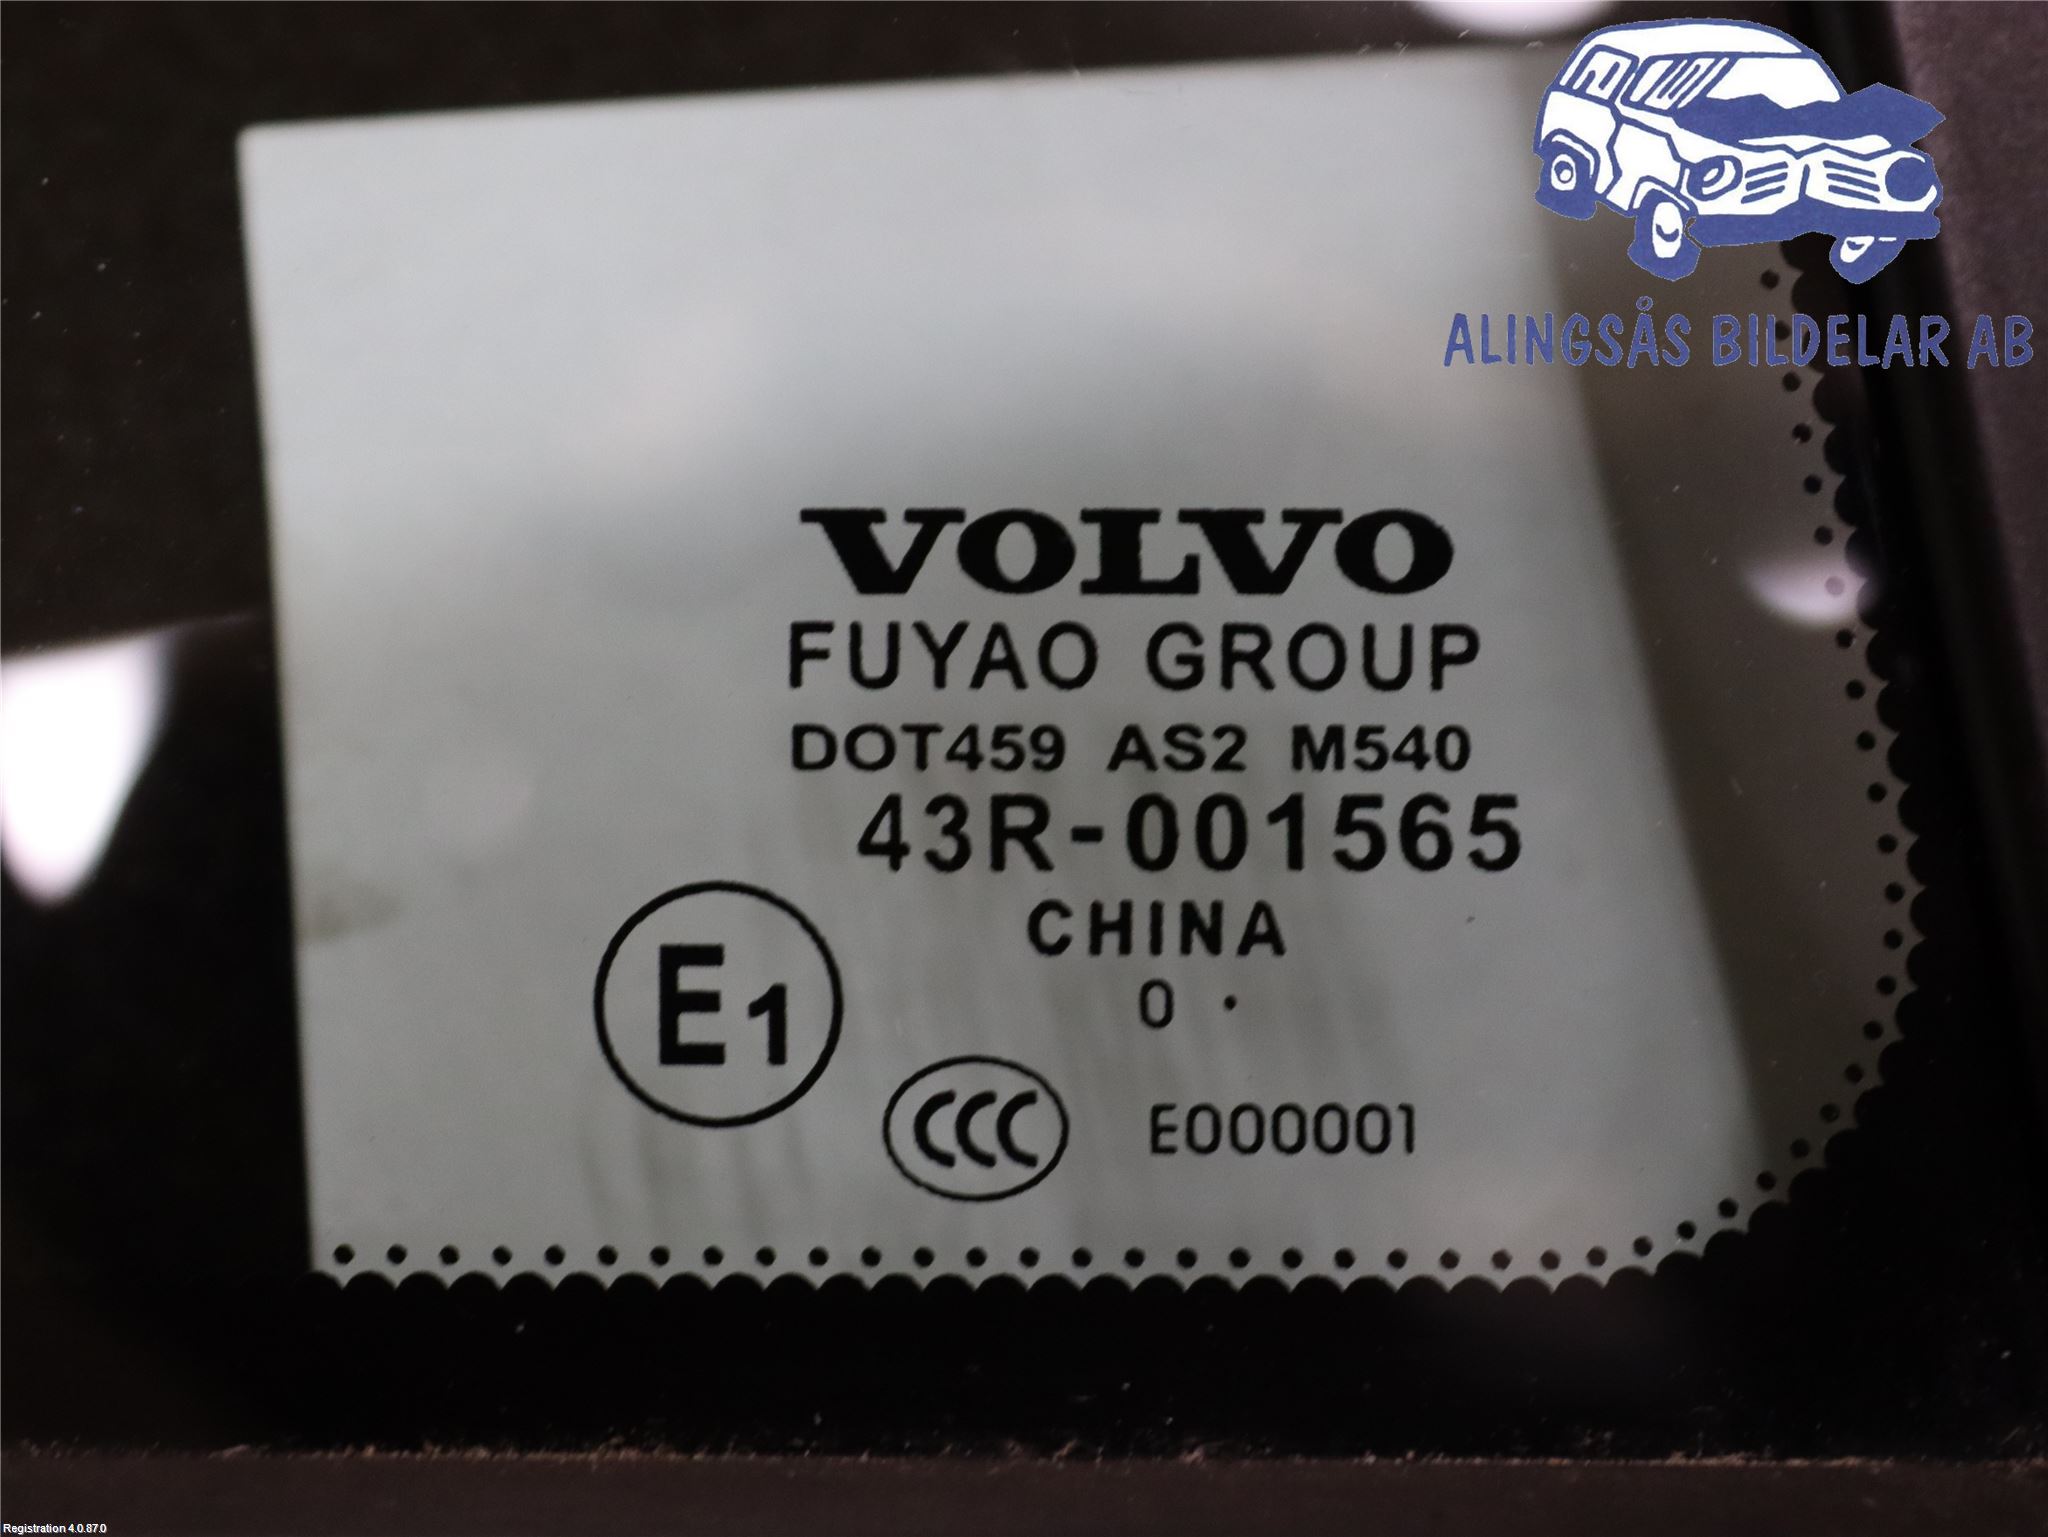 ALINGSÅS BILDELAR AB
VOLVO
FUYAO GROUP
DOT459 AS2 M540
43R-001565
CHINA
0 .
E1
CCC E000001
Registration 4.0.87.0